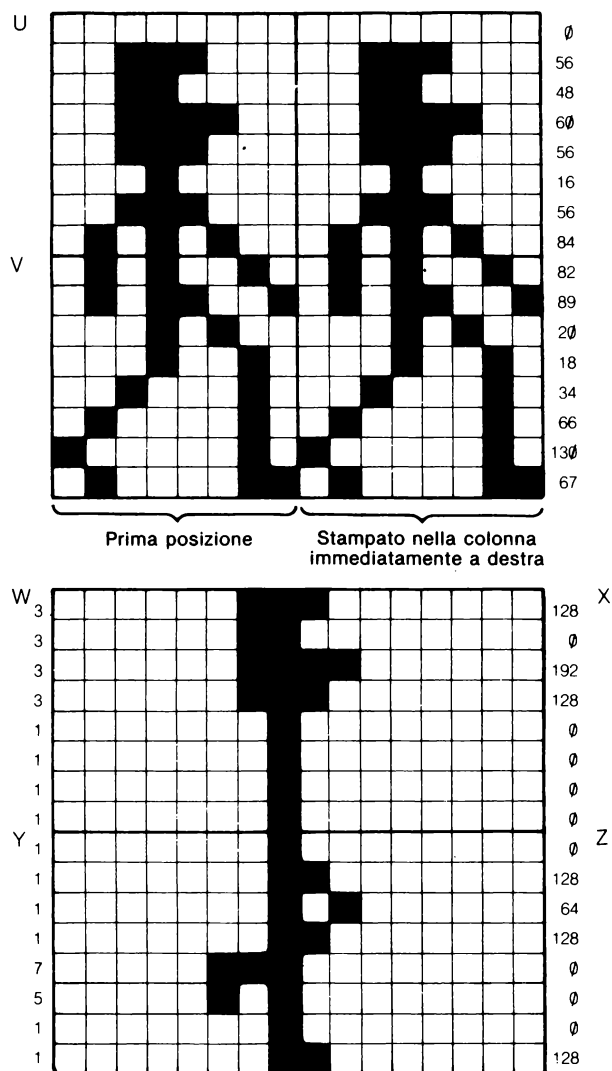 U
Ø
56
48
6Ø
56
16
56
84
V
82
89
2Ø
18
34
66
13Ø
67
Prima posizione
Stampato nella colonna
immediatamente a destra
W
X
3 128
3 Ø
3 192
3 128
1 Ø
1 Ø
1 Ø
1 Ø
Y
Z
1 Ø
1 128
1 64
1 128
7 Ø
5 Ø
1 Ø
1 128